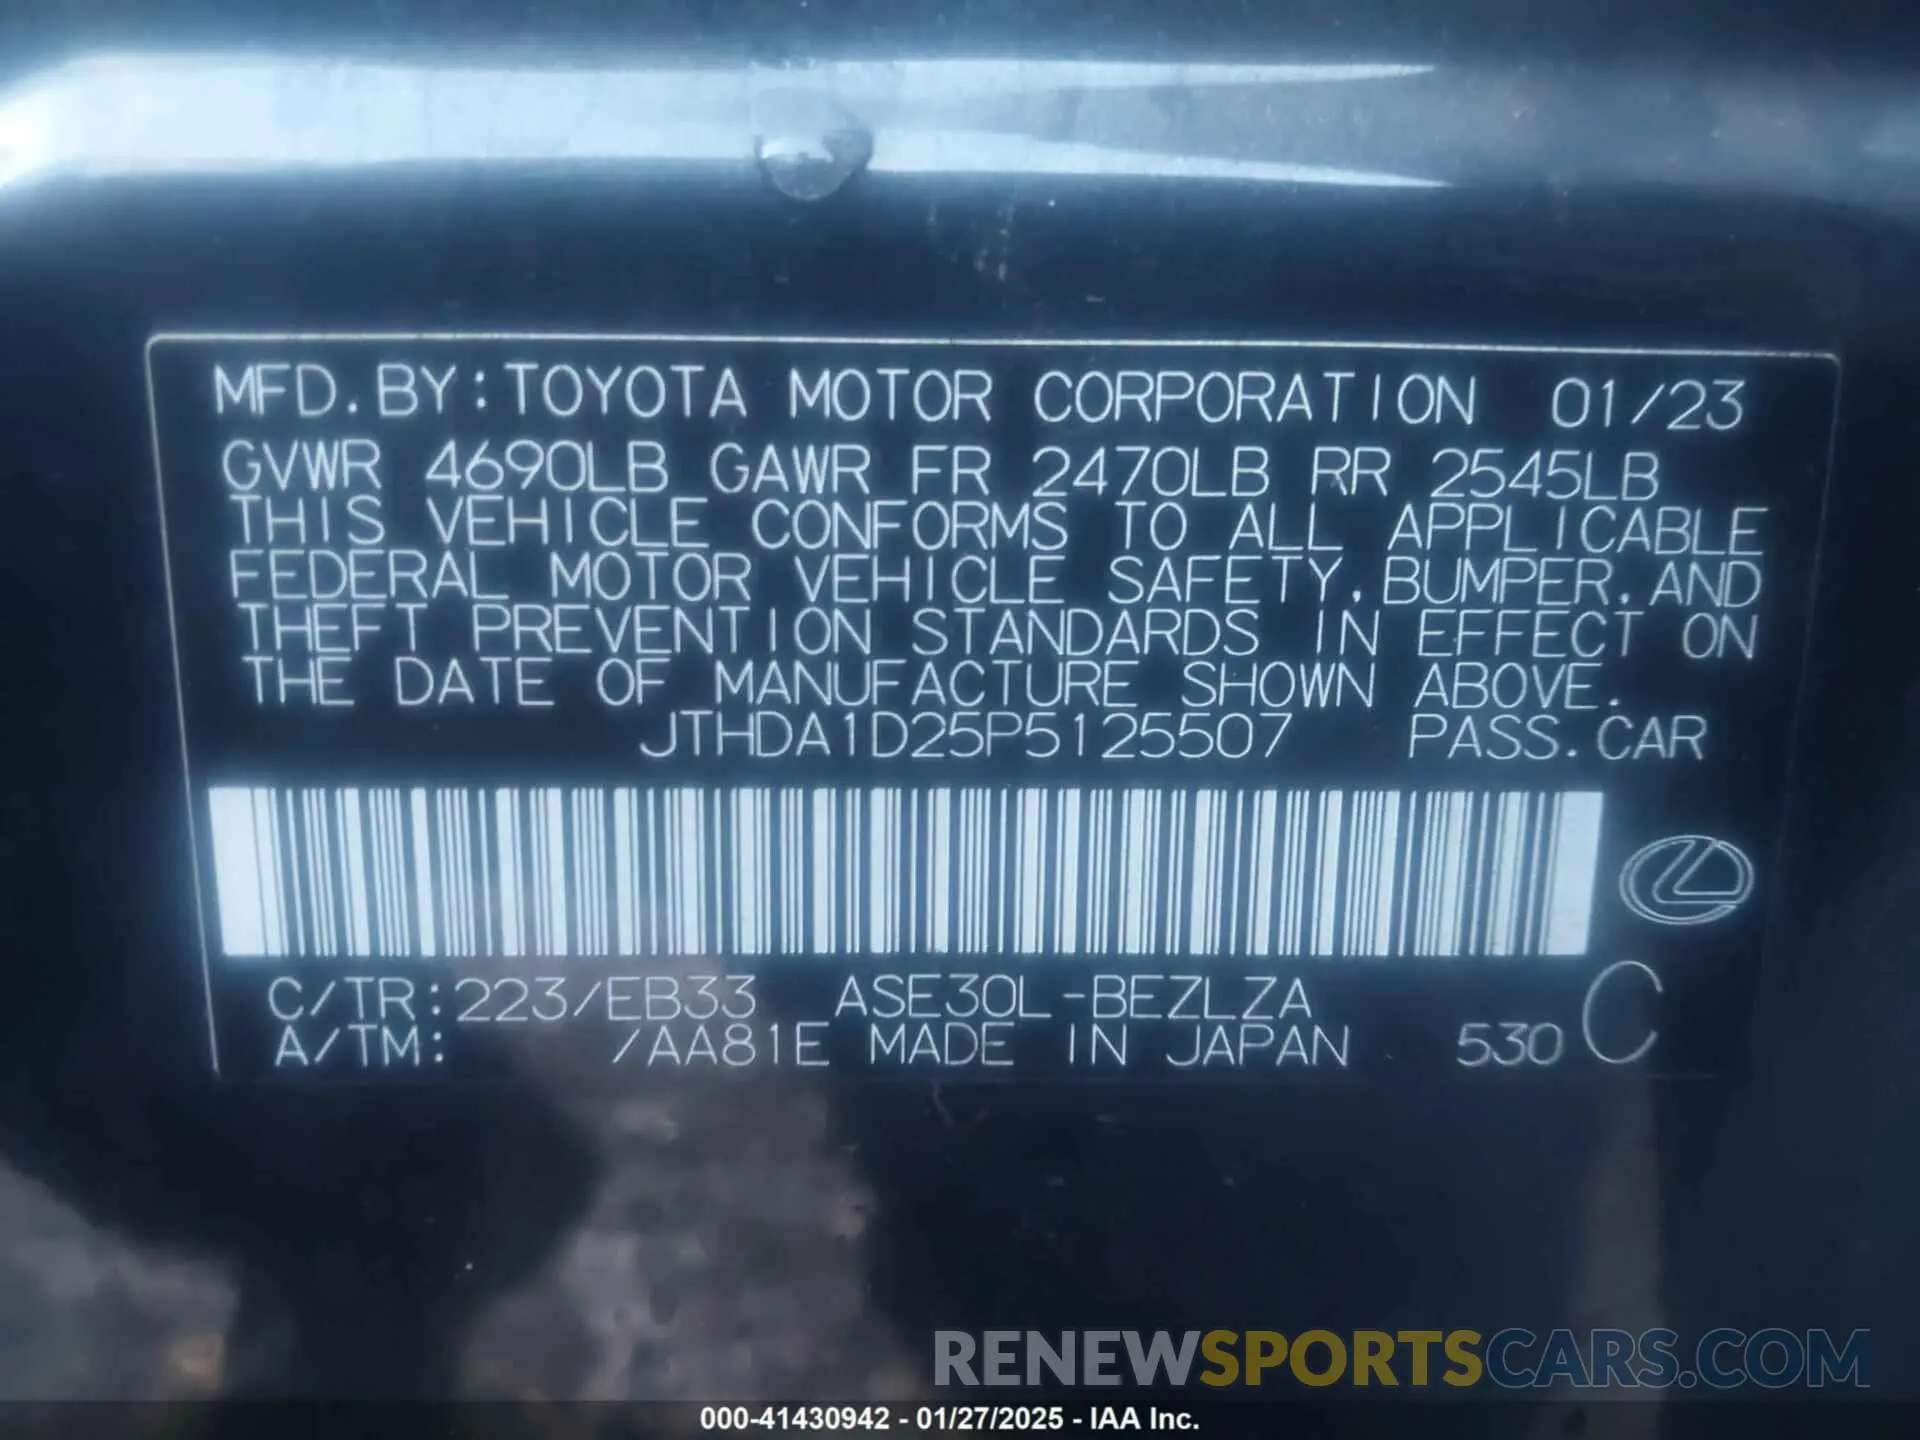 MFD.BY:TOYOTA MOTOR CORPORATION 01/23
GVWR 4690LB GAWR FR 2470LB RR 2545LB
THIS VEHICLE CONFORMS TO ALL APPLICABLE
FEDERAL MOTOR VEHICLE SAFETY,BUMPER,AND
THEFT PREVENTION STANDARDS IN EFFECT ON
THE DATE OF MANUFACTURE SHOWN ABOVE.
JTHDA1D25P5125507 PASS.CAR
C/TR:223/EB33 ASE30L-BEZLZA
A/TM: /AA81E MADE IN JAPAN 530 C
RENEWSPORTSCARS.COM
000-41430942 - 01/27/2025 - IAA Inc.